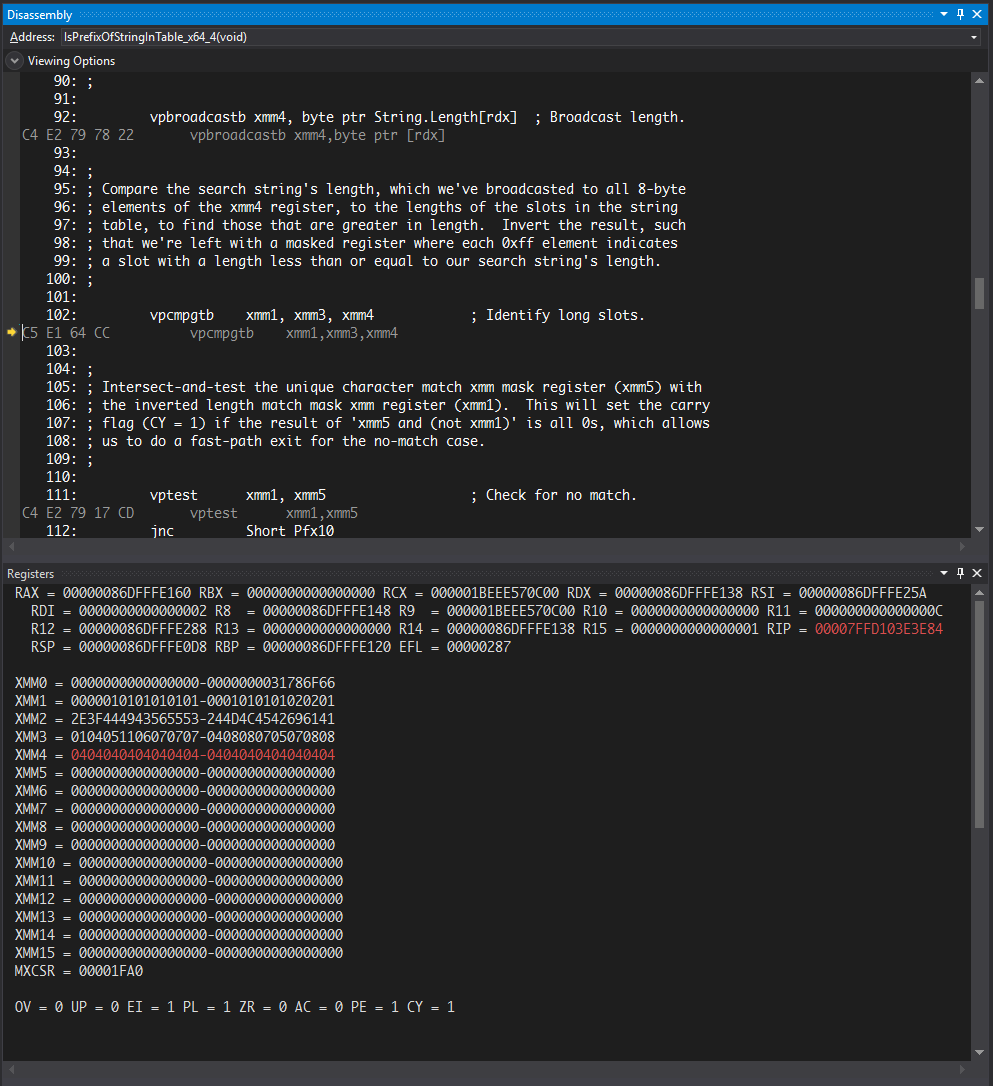 Disassembly
Address: IsPrefixOfStringInTable_x64_4(void)
Viewing Options
90: ;
91:
92: vpbroadcastb xmm4, byte ptr String.Length[rdx] ; Broadcast length.
C4 E2 79 78 22 vpbroadcastb xmm4,byte ptr [rdx]
93:
94: ;
95: ; Compare the search string's length, which we've broadcasted to all 8-byte
96: ; elements of the xmm4 register, to the lengths of the slots in the string
97: ; table, to find those that are greater in length.  Invert the result, such
98: ; that we're left with a masked register where each 0xff element indicates
99: ; a slot with a length less than or equal to our search string's length.
100: ;
101:
102: vpcmpgtb xmm1, xmm3, xmm4 ; Identify long slots.
C5 E1 64 CC vpcmpgtb xmm1,xmm3,xmm4
103:
104: ;
105: ; Intersect-and-test the unique character match xmm mask register (xmm5) with
106: ; the inverted length match mask xmm register (xmm1).  This will set the carry
107: ; flag (CY = 1) if the result of 'xmm5 and (not xmm1)' is all 0s, which allows
108: ; us to do a fast-path exit for the no-match case.
109: ;
110:
111: vptest xmm1, xmm5 ; Check for no match.
C4 E2 79 17 CD vptest xmm1,xmm5
112: jnc Short Pfx10
Registers
RAX = 00000086DFFFE160 RBX = 0000000000000000 RCX = 000001BEEE570C00 RDX = 00000086DFFFE138 RSI = 00000086DFFFE25A
RDI = 0000000000000002 R8  = 00000086DFFFE148 R9  = 000001BEEE570C00 R10 = 0000000000000000 R11 = 000000000000000C
R12 = 00000086DFFFE288 R13 = 0000000000000000 R14 = 00000086DFFFE138 R15 = 0000000000000001 RIP = 00007FFD103E3E84
RSP = 00000086DFFFE0D8 RBP = 00000086DFFFE120 EFL = 00000287
XMM0 = 0000000000000000-0000000031786F66
XMM1 = 0000010101010101-0001010101020201
XMM2 = 2E3F444943565553-244D4C4542696141
XMM3 = 0104051106070707-0408080705070808
XMM4 = 0404040404040404-0404040404040404
XMM5 = 0000000000000000-0000000000000000
XMM6 = 0000000000000000-0000000000000000
XMM7 = 0000000000000000-0000000000000000
XMM8 = 0000000000000000-0000000000000000
XMM9 = 0000000000000000-0000000000000000
XMM10 = 0000000000000000-0000000000000000
XMM11 = 0000000000000000-0000000000000000
XMM12 = 0000000000000000-0000000000000000
XMM13 = 0000000000000000-0000000000000000
XMM14 = 0000000000000000-0000000000000000
XMM15 = 0000000000000000-0000000000000000
MXCSR = 00001FA0
OV = 0 UP = 0 EI = 1 PL = 1 ZR = 0 AC = 0 PE = 1 CY = 1